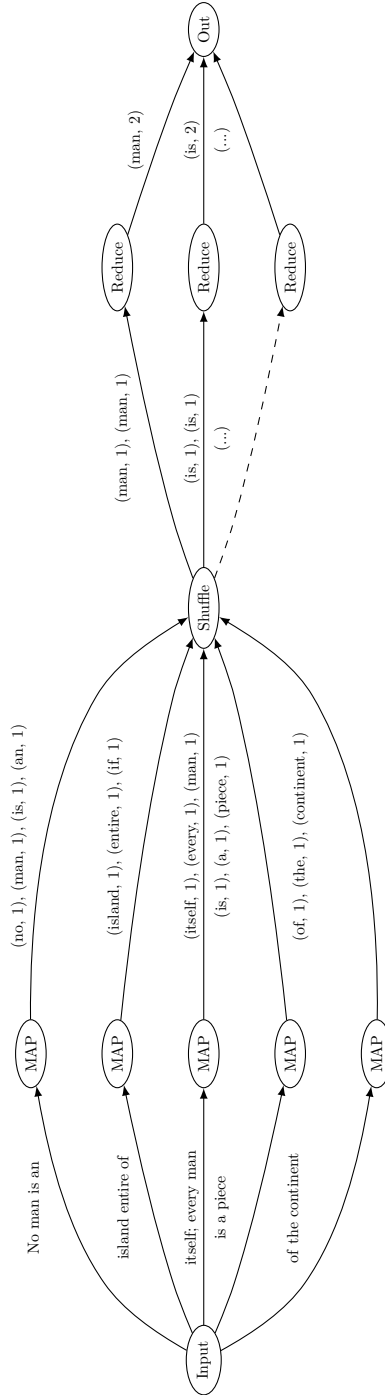 Input
No man is an
island entire of
itself; every man
is a piece
of the continent
MAP
MAP
MAP
MAP
MAP
(no, 1), (man, 1), (is, 1), (an, 1)
(island, 1), (entire, 1), (if, 1)
(itself, 1), (every, 1), (man, 1)
(is, 1), (a, 1), (piece, 1)
(of, 1), (the, 1), (continent, 1)
Shuffle
(man, 1), (man, 1)
(is, 1), (is, 1)
(...)
Reduce
Reduce
Reduce
(man, 2)
(is, 2)
(...)
Out